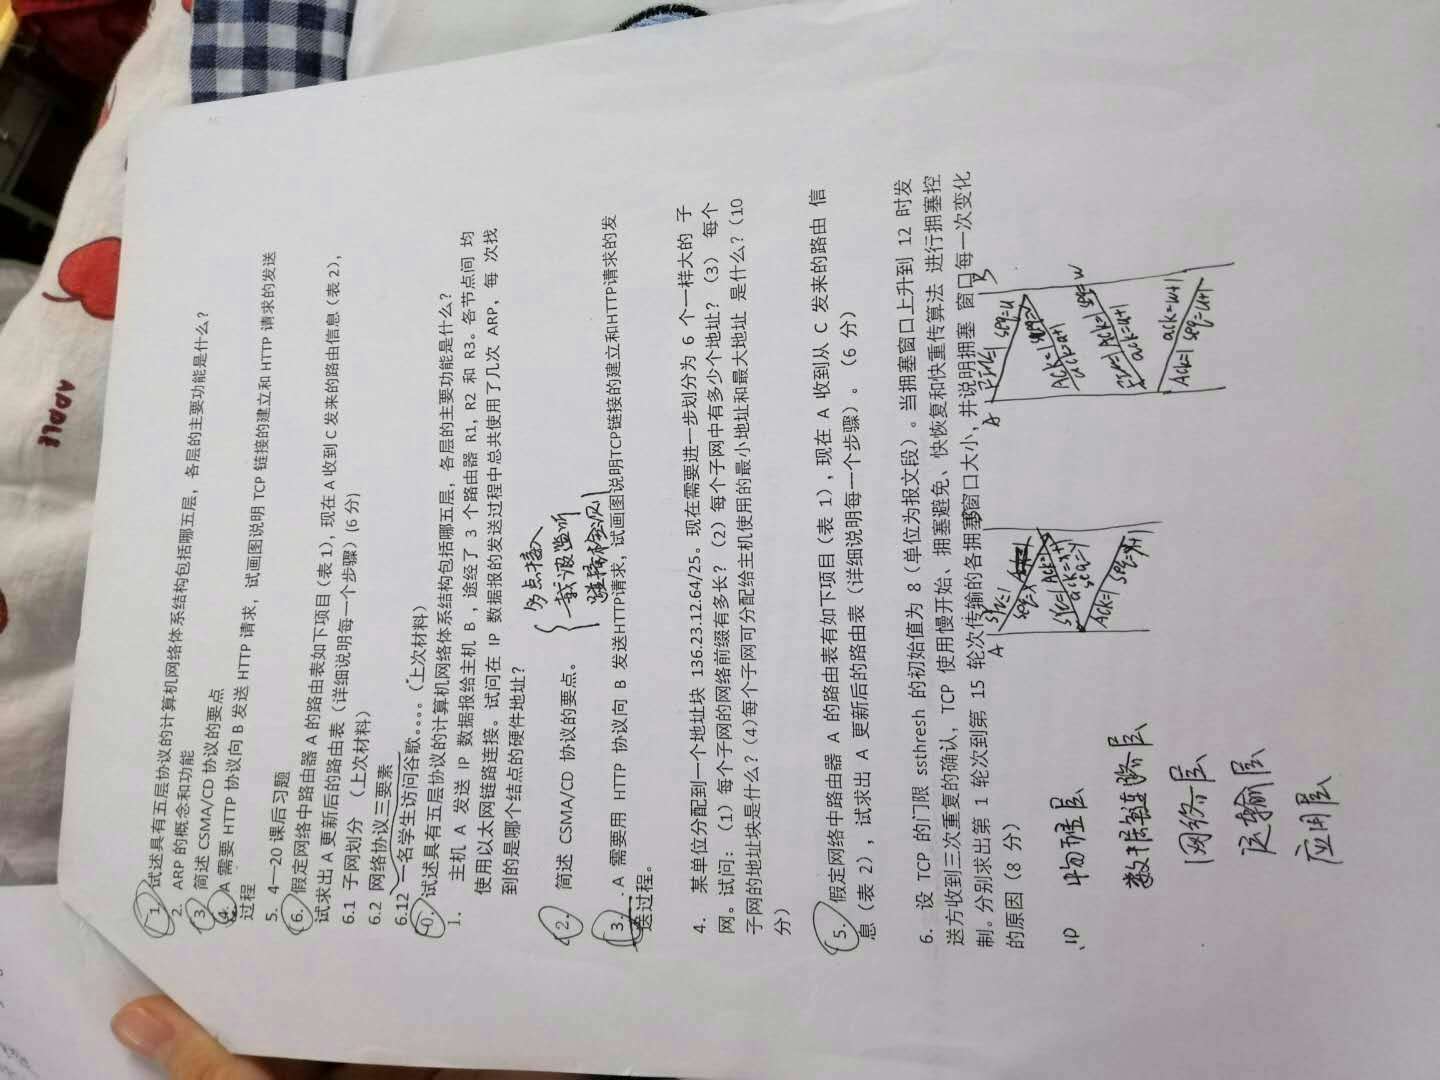 APPLE
1. 试述具有五层协议的计算机网络体系结构包括哪五层，各层的主要功能是什么？
2. ARP 的概念和功能
3. 简述 CSMA/CD 协议的要点
4. A 需要 HTTP 协议向 B 发送 HTTP 请求，试画图说明 TCP 链接的建立和 HTTP 请求的发送
过程
5. 4—20 课后习题
6. 假定网络中路由器 A 的路由表如下项目（表 1），现在 A 收到 C 发来的路由信息（表 2），
试求出 A 更新后的路由表（详细说明每一个步骤）(6 分)
6.1 子网划分 （上次材料）
6.2 网络协议三要素
6.12 一名学生访问谷歌。。。。（上次材料）
0. 试述具有五层协议的计算机网络体系结构包括哪五层，各层的主要功能是什么？
1. 主机 A 发送 IP 数据报给主机 B ，途经了 3 个路由器 R1，R2 和 R3。各节点间 均
使用以太网链路连接。试问在 IP 数据报的发送过程中总共使用了几次 ARP，每 次找
到的是哪个结点的硬件地址？
多点接入
载波监听
碰撞检测
2. 简述 CSMA/CD 协议的要点。
3. . A 需要用 HTTP 协议向 B 发送HTTP请求，试画图说明TCP链接的建立和HTTP请求的发
送过程。
4. 某单位分配到一个地址块 136.23.12.64/25。现在需要进一步划分为 6 个一样大的 子
网。试问：（1）每个子网的网络前缀有多长？（2）每个子网中有多少个地址？（3） 每个
子网的地址块是什么？（4）每个子网可分配给主机使用的最小地址和最大地址 是什么？（10
分）
5. 假定网络中路由器 A 的路由表有如下项目（表 1），现在 A 收到从 C 发来的路由 信
息（表 2），试求出 A 更新后的路由表（详细说明每一个步骤）。（6 分）
6. 设 TCP 的门限 ssthresh 的初始值为 8（单位为报文段）。当拥塞窗口上升到 12 时发
送方收到三次重复的确认，TCP 使用慢开始、拥塞避免、快恢复和快重传算法 进行拥塞控
制。分别求出第 1 轮次到第 15 轮次传输的各拥塞窗口大小，并说明拥塞 窗口每一次变化
的原因（8 分）
A B
seq=x
ACK=1
ack=x+1
seq=y
ACK=1
A B
FIN=1 seq=u
ACK=1 seq=v
ack=u+1
FIN=1 ACK=1 seq=w
ack=u+1
ack=w+1
ACK=1 seq=u+1
物理层
数据链路层
网络层
运输层
应用层